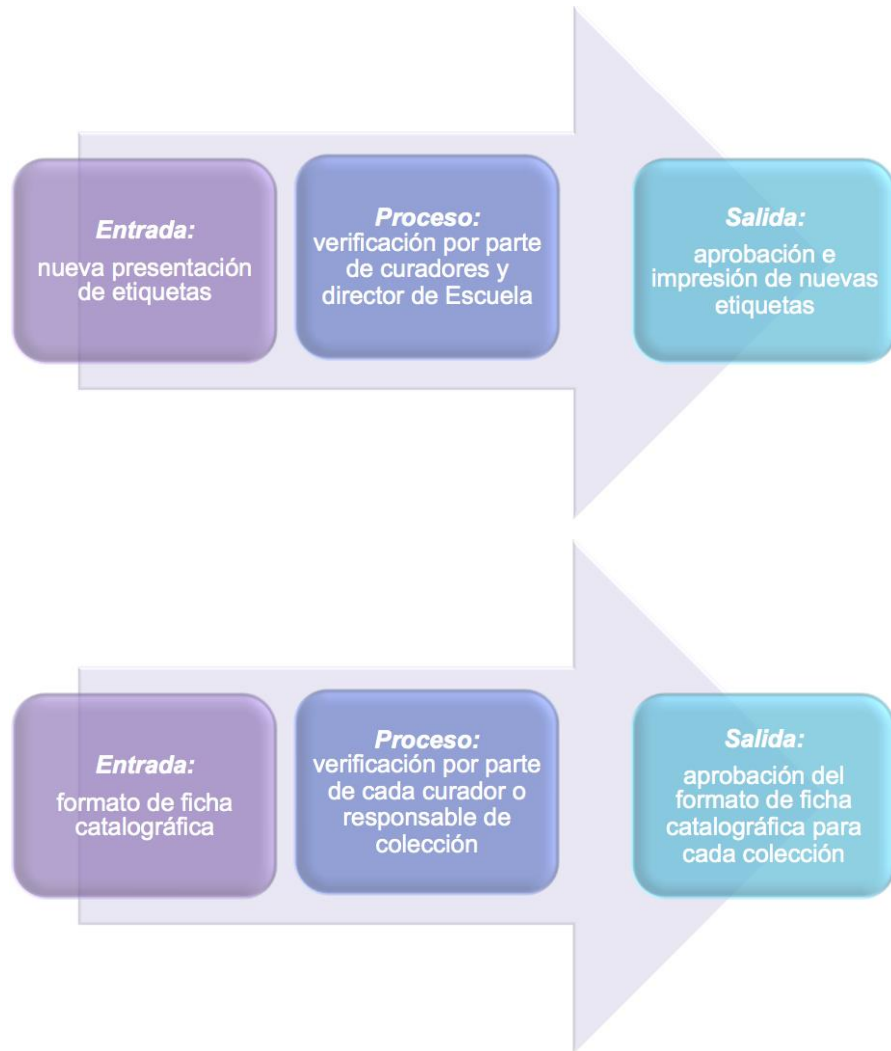 Entrada:
nueva presentación
de etiquetas
Proceso:
verificación por parte
de curadores y
director de Escuela
Salida:
aprobación e
impresión de nuevas
etiquetas
Entrada:
formato de ficha
catalográfica
Proceso:
verificación por parte
de cada curador o
responsable de
colección
Salida:
aprobación del
formato de ficha
catalográfica para
cada colección